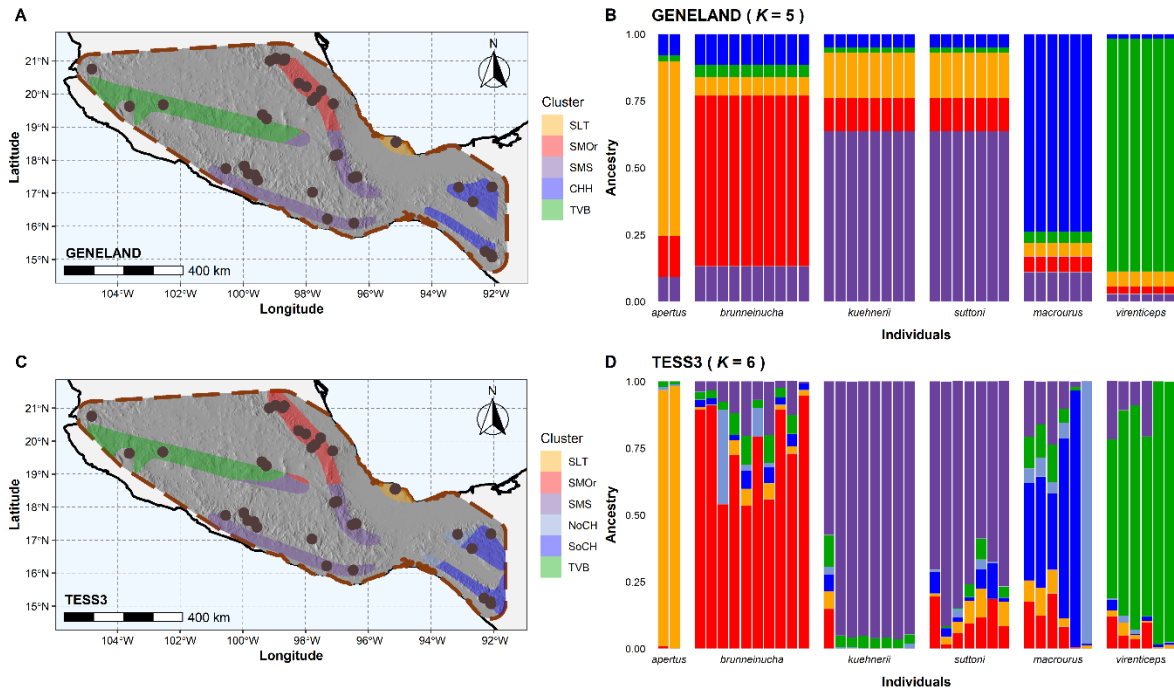 A
21°N
20°N
19°N
18°N
17°N
16°N
15°N
Latitude
N
GENELAND
400 km
104°W 102°W 100°W 98°W 96°W 94°W 92°W
Longitude
Cluster
SLT
SMOr
SMS
CHH
TVB
B GENELAND ( K = 5)
1.00
0.75
0.50
0.25
0.00
Ancestry
apertus brunneinucha kuehnerii suttoni macrourus virenticeps
Individuals
C
21°N
20°N
19°N
18°N
17°N
16°N
15°N
Latitude
N
TESS3
400 km
104°W 102°W 100°W 98°W 96°W 94°W 92°W
Longitude
Cluster
SLT
SMOr
SMS
NoCH
SoCH
TVB
D TESS3 ( K = 6)
1.00
0.75
0.50
0.25
0.00
Ancestry
apertus brunneinucha kuehnerii suttoni macrourus virenticeps
Individuals